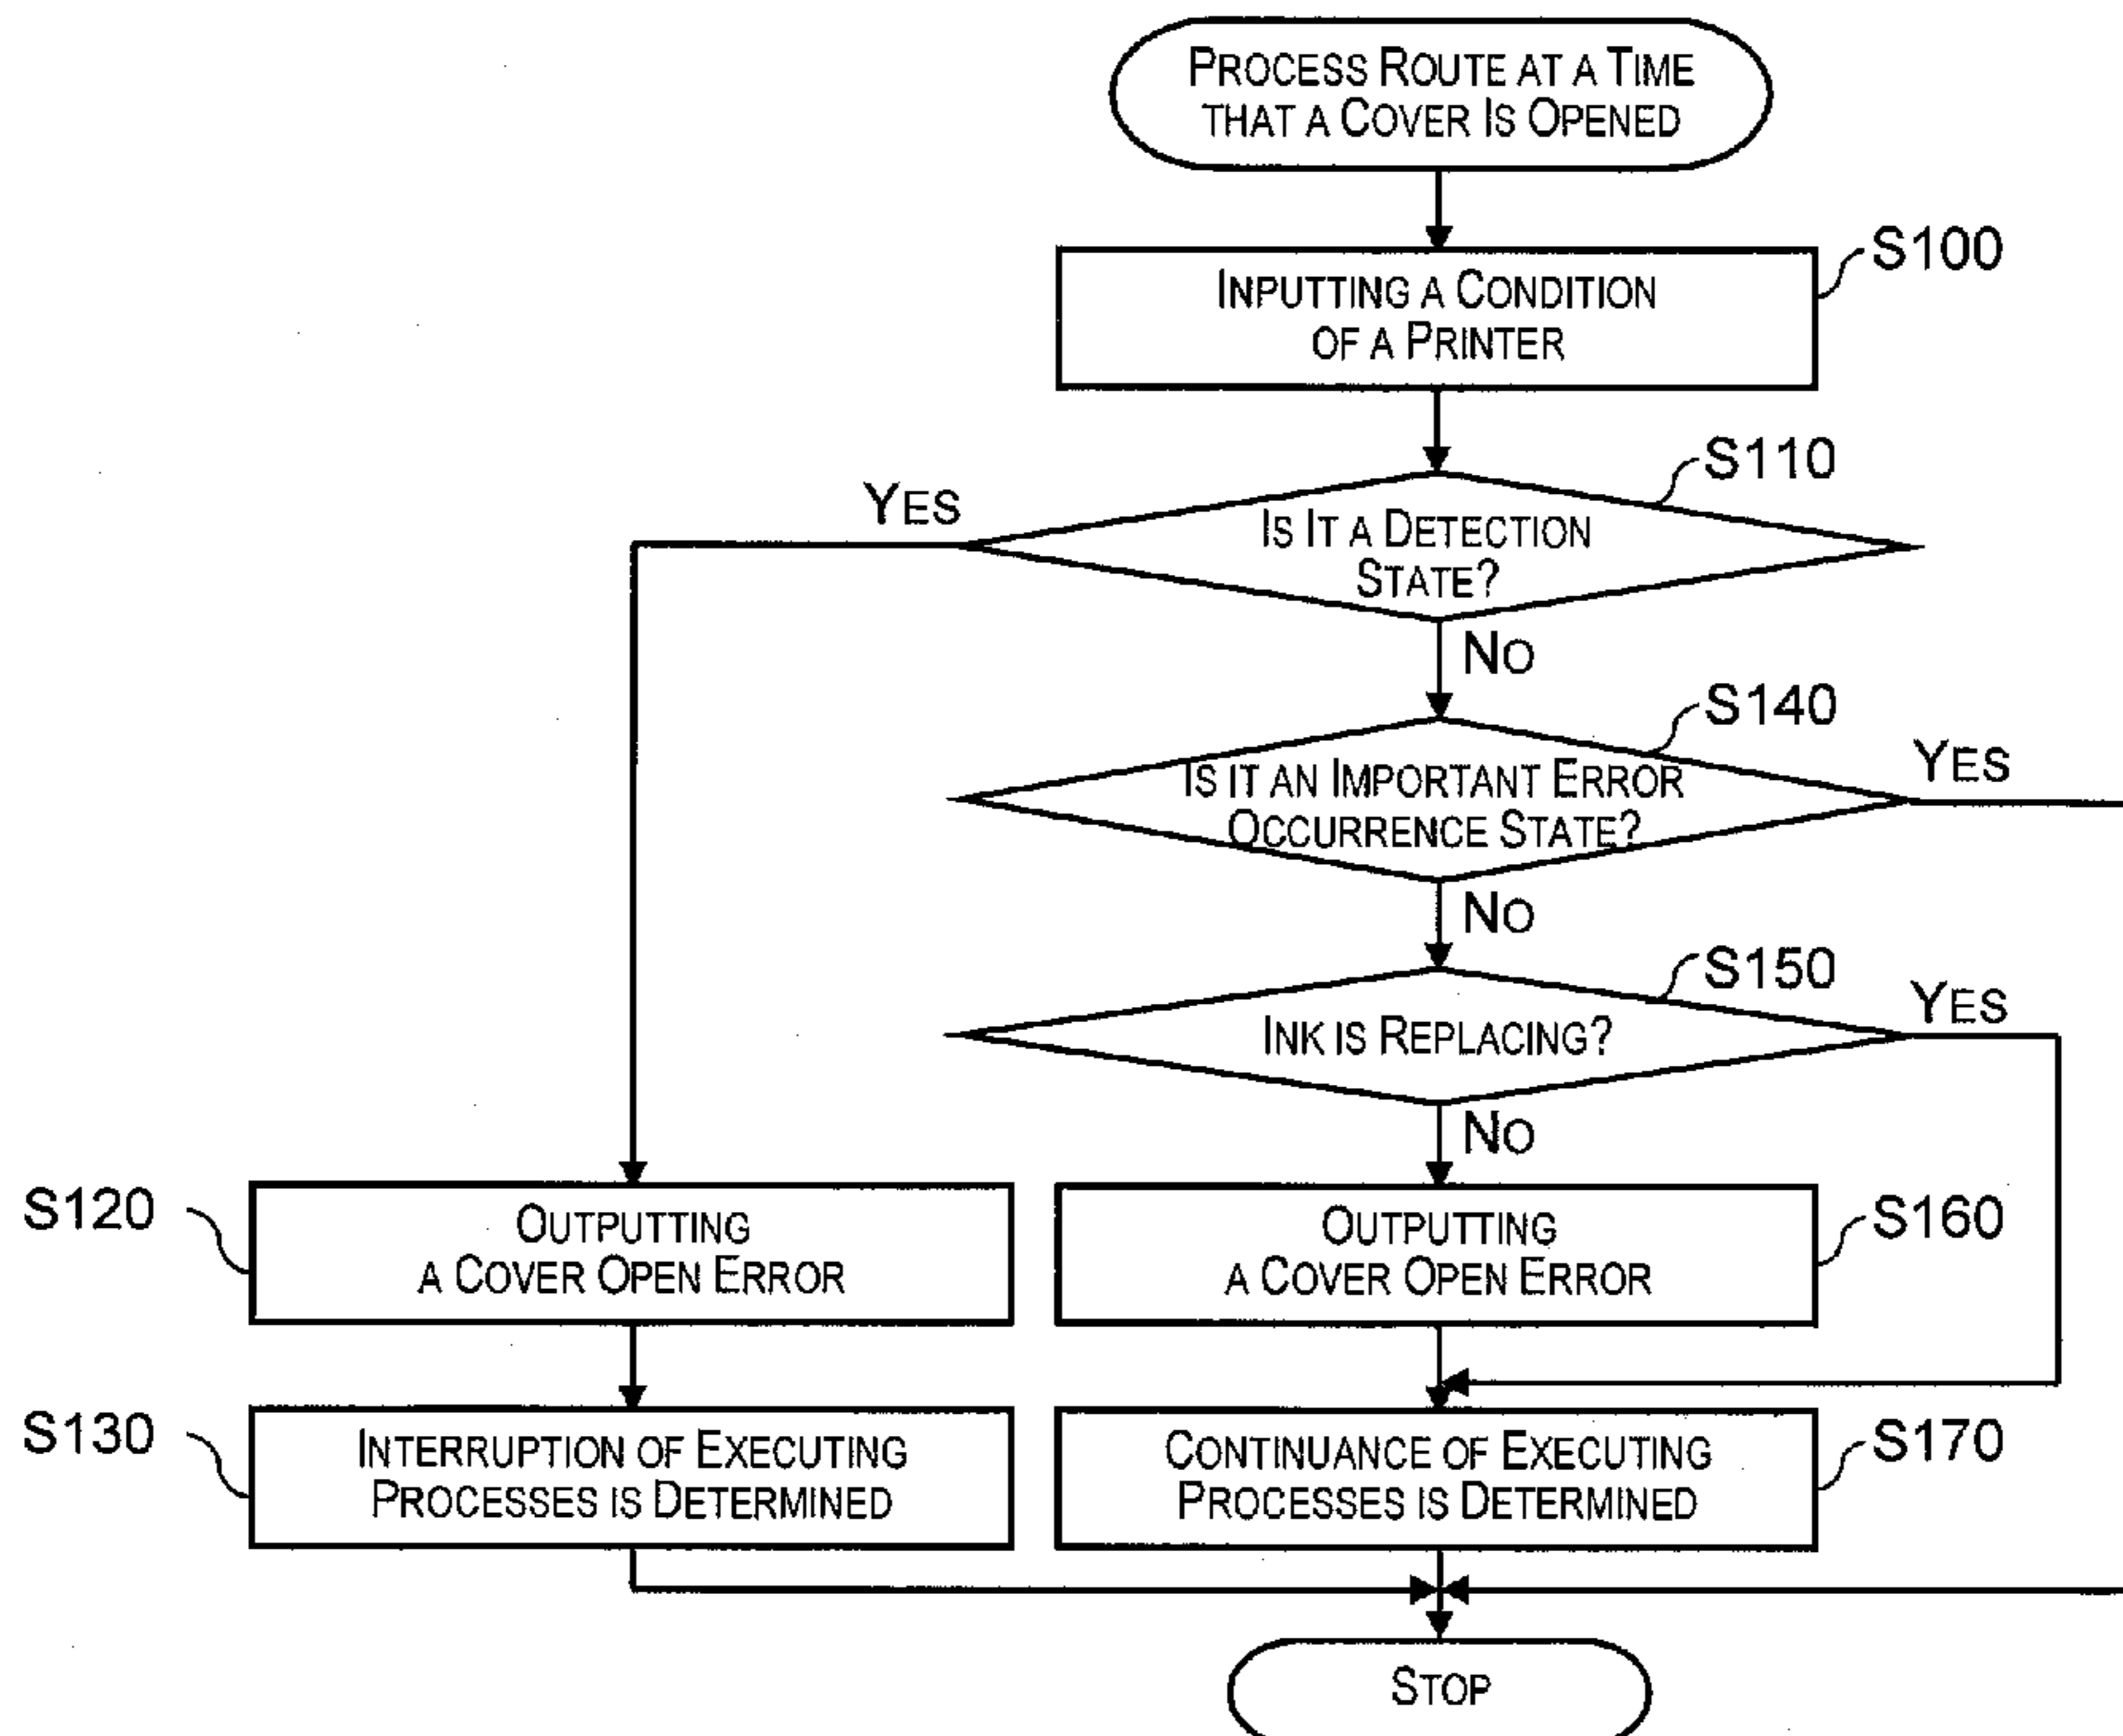 PROCESS ROUTE AT A TIME
THAT A COVER IS OPENED
S100
INPUTTING A CONDITION
OF A PRINTER
S110
YES
IS IT A DETECTION
STATE?
NO
S140
YES
IS IT AN IMPORTANT ERROR
OCCURRENCE STATE?
NO
S150
YES
INK IS REPLACING?
NO
S120
OUTPUTTING
A COVER OPEN ERROR
OUTPUTTING
A COVER OPEN ERROR
S160
S130
INTERRUPTION OF EXECUTING
PROCESSES IS DETERMINED
CONTINUANCE OF EXECUTING
PROCESSES IS DETERMINED
S170
STOP